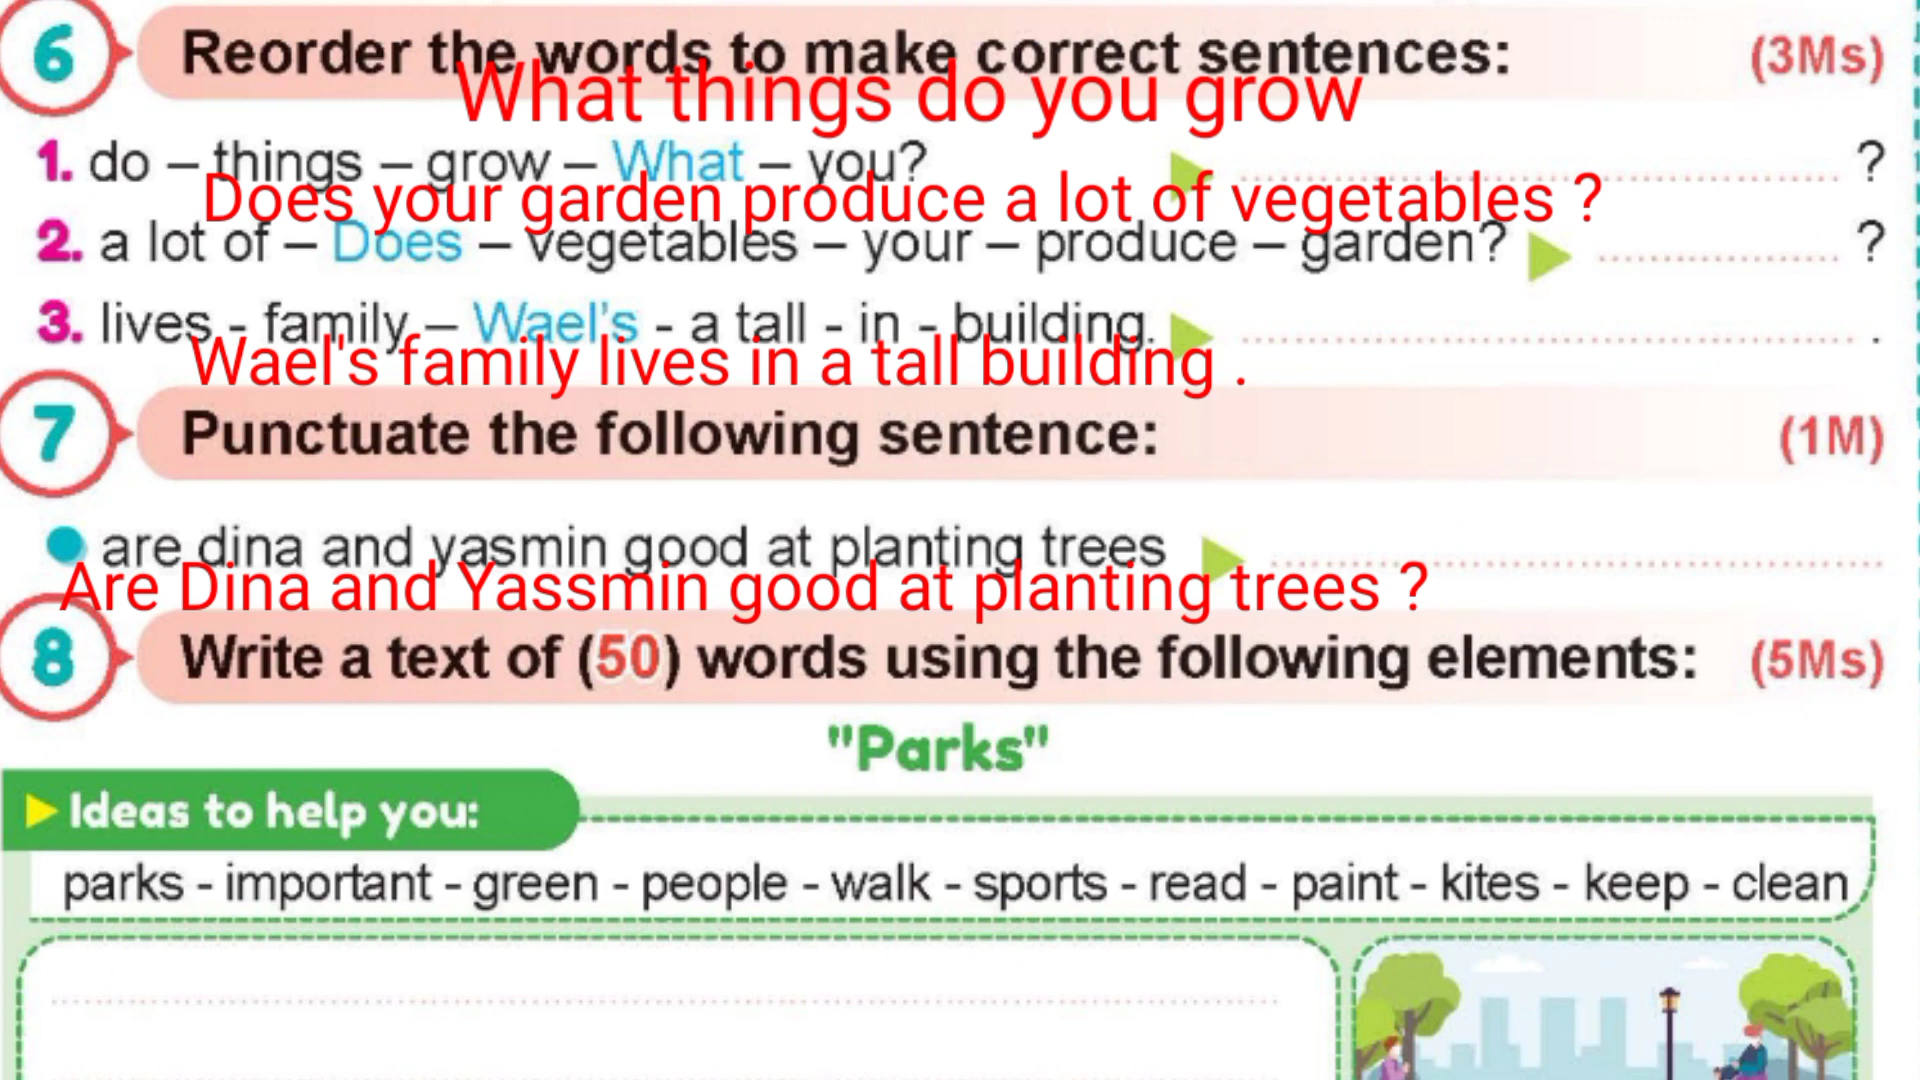 6 Reorder the words to make correct sentences: (3Ms)
What things do you grow
1. do – things – grow – What – you? ?
Does your garden produce a lot of vegetables ?
2. a lot of – Does – vegetables – your – produce – garden? ?
3. lives - family – Wael's - a tall - in - building. .
Wael's family lives in a tall building .
7 Punctuate the following sentence: (1M)
are dina and yasmin good at planting trees
Are Dina and Yassmin good at planting trees ?
8 Write a text of (50) words using the following elements: (5Ms)
"Parks"
Ideas to help you:
parks - important - green - people - walk - sports - read - paint - kites - keep - clean